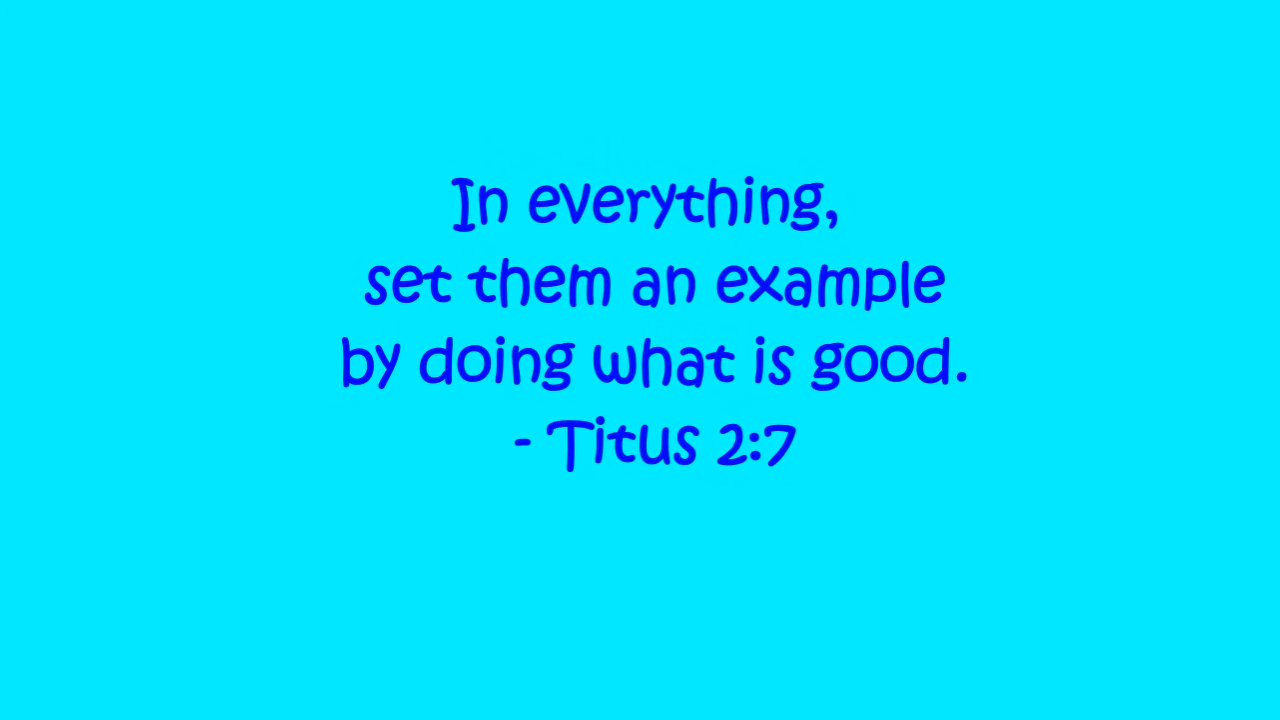 In everything,
set them an example
by doing what is good.
- Titus 2:7